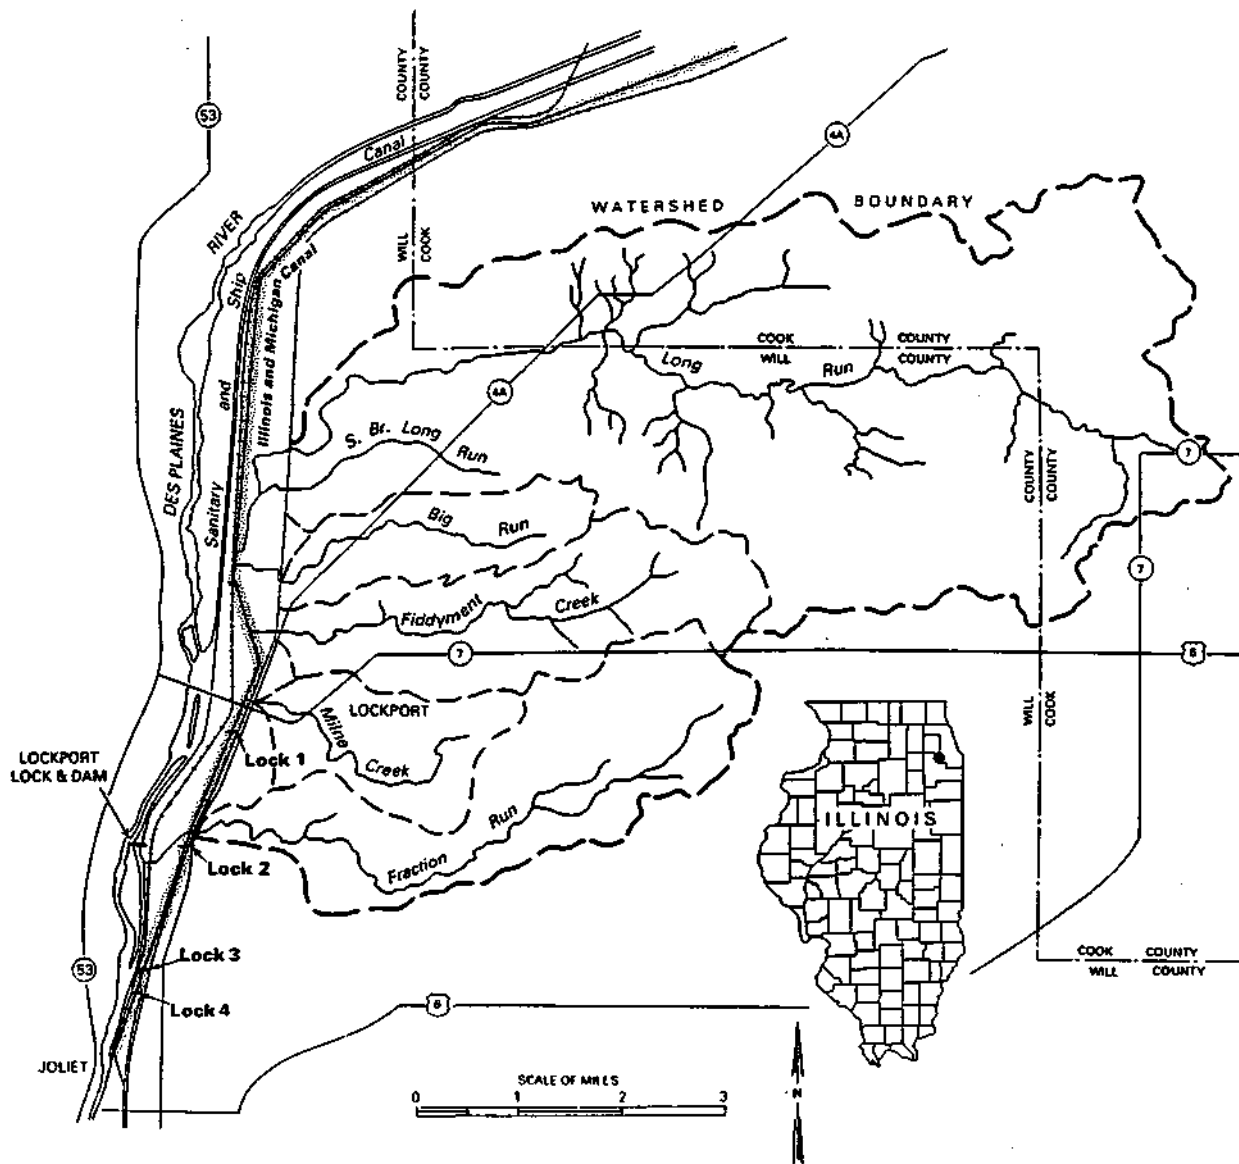 COUNTY
COUNTY
53
4A
Canal
WATERSHED BOUNDARY
RIVER
Ship
WILL
COOK
Illinois and Michigan Canal
and
COOK COUNTY
WILL COUNTY
Long Run
4A
DES PLAINES
Sanitary
S. Br. Long Run
7
COUNTY
COUNTY
Big Run
7
Fiddyment Creek
7
6
LOCKPORT
Milne Creek
WILL
COOK
LOCKPORT
LOCK & DAM
Lock 1
ILLINOIS
Fraction Run
Lock 2
Lock 3
53
COOK COUNTY
WILL COUNTY
Lock 4
6
JOLIET
SCALE OF MILES
0 1 2 3
N